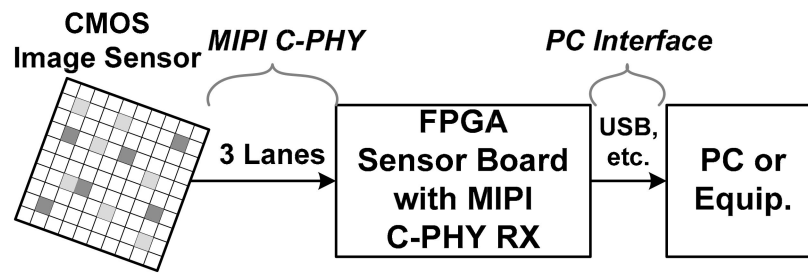 CMOS
Image Sensor
MIPI C-PHY
3 Lanes
FPGA
Sensor Board
with MIPI
C-PHY RX
PC Interface
USB,
etc.
PC or
Equip.